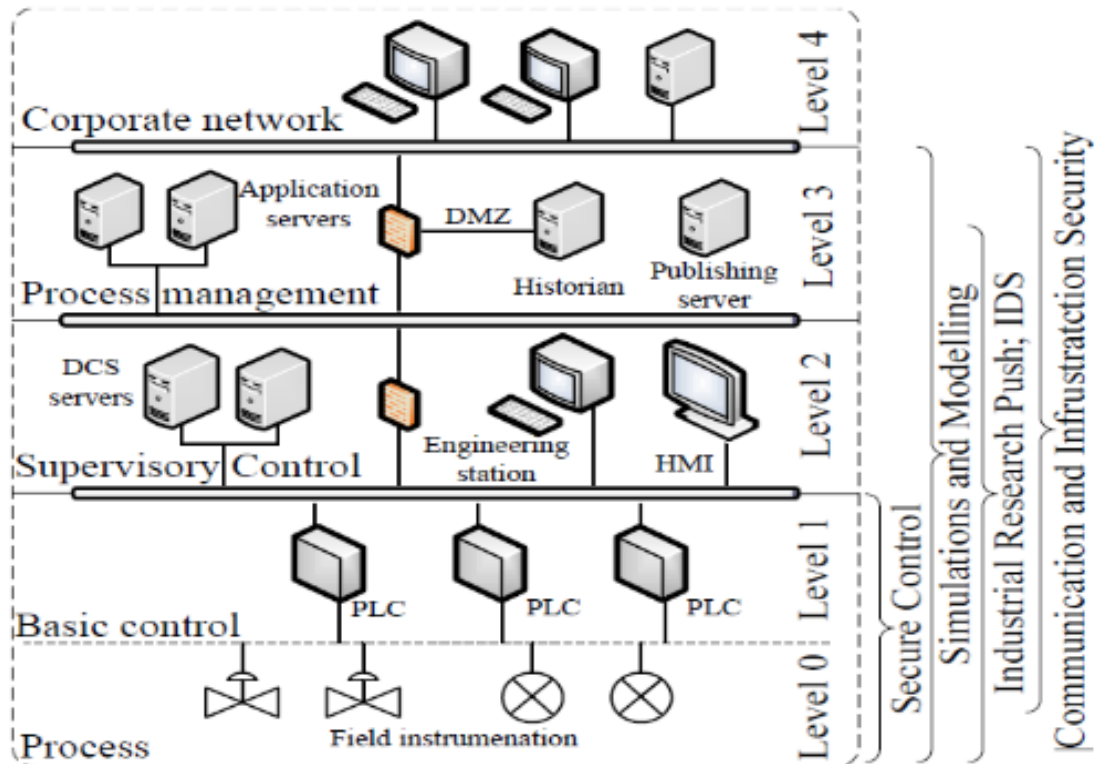 Level 4
Corporate network
Application
servers
DMZ
Historian
Publishing
server
Level 3
Process management
DCS
servers
Engineering
station
HMI
Level 2
Supervisory Control
PLC
PLC
PLC
Level 1
Basic control
Field instrumenation
Level 0
Process
Secure Control
Simulations and Modelling
Industrial Research Push; IDS
Communication and Infrustratction Security